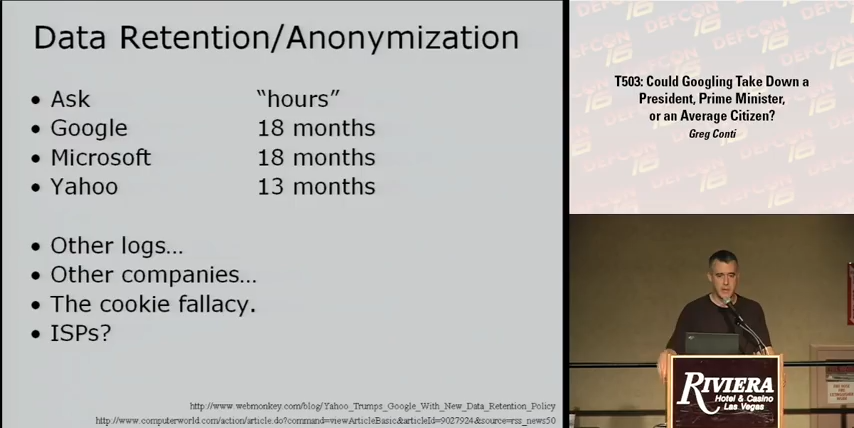 Data Retention/Anonymization
• Ask "hours"
• Google 18 months
• Microsoft 18 months
• Yahoo 13 months
• Other logs...
• Other companies...
• The cookie fallacy.
• ISPs?
http://www.webmonkey.com/blog/Yahoo_Trumps_Google_With_New_Data_Retention_Policy
http://www.computerworld.com/action/article.do?command=viewArticleBasic&articleId=9027924&source=rss_news50
T503: Could Googling Take Down a
President, Prime Minister,
or an Average Citizen?
Greg Conti
DEFCON 16
RIVIERA
Hotel & Casino
Las Vegas